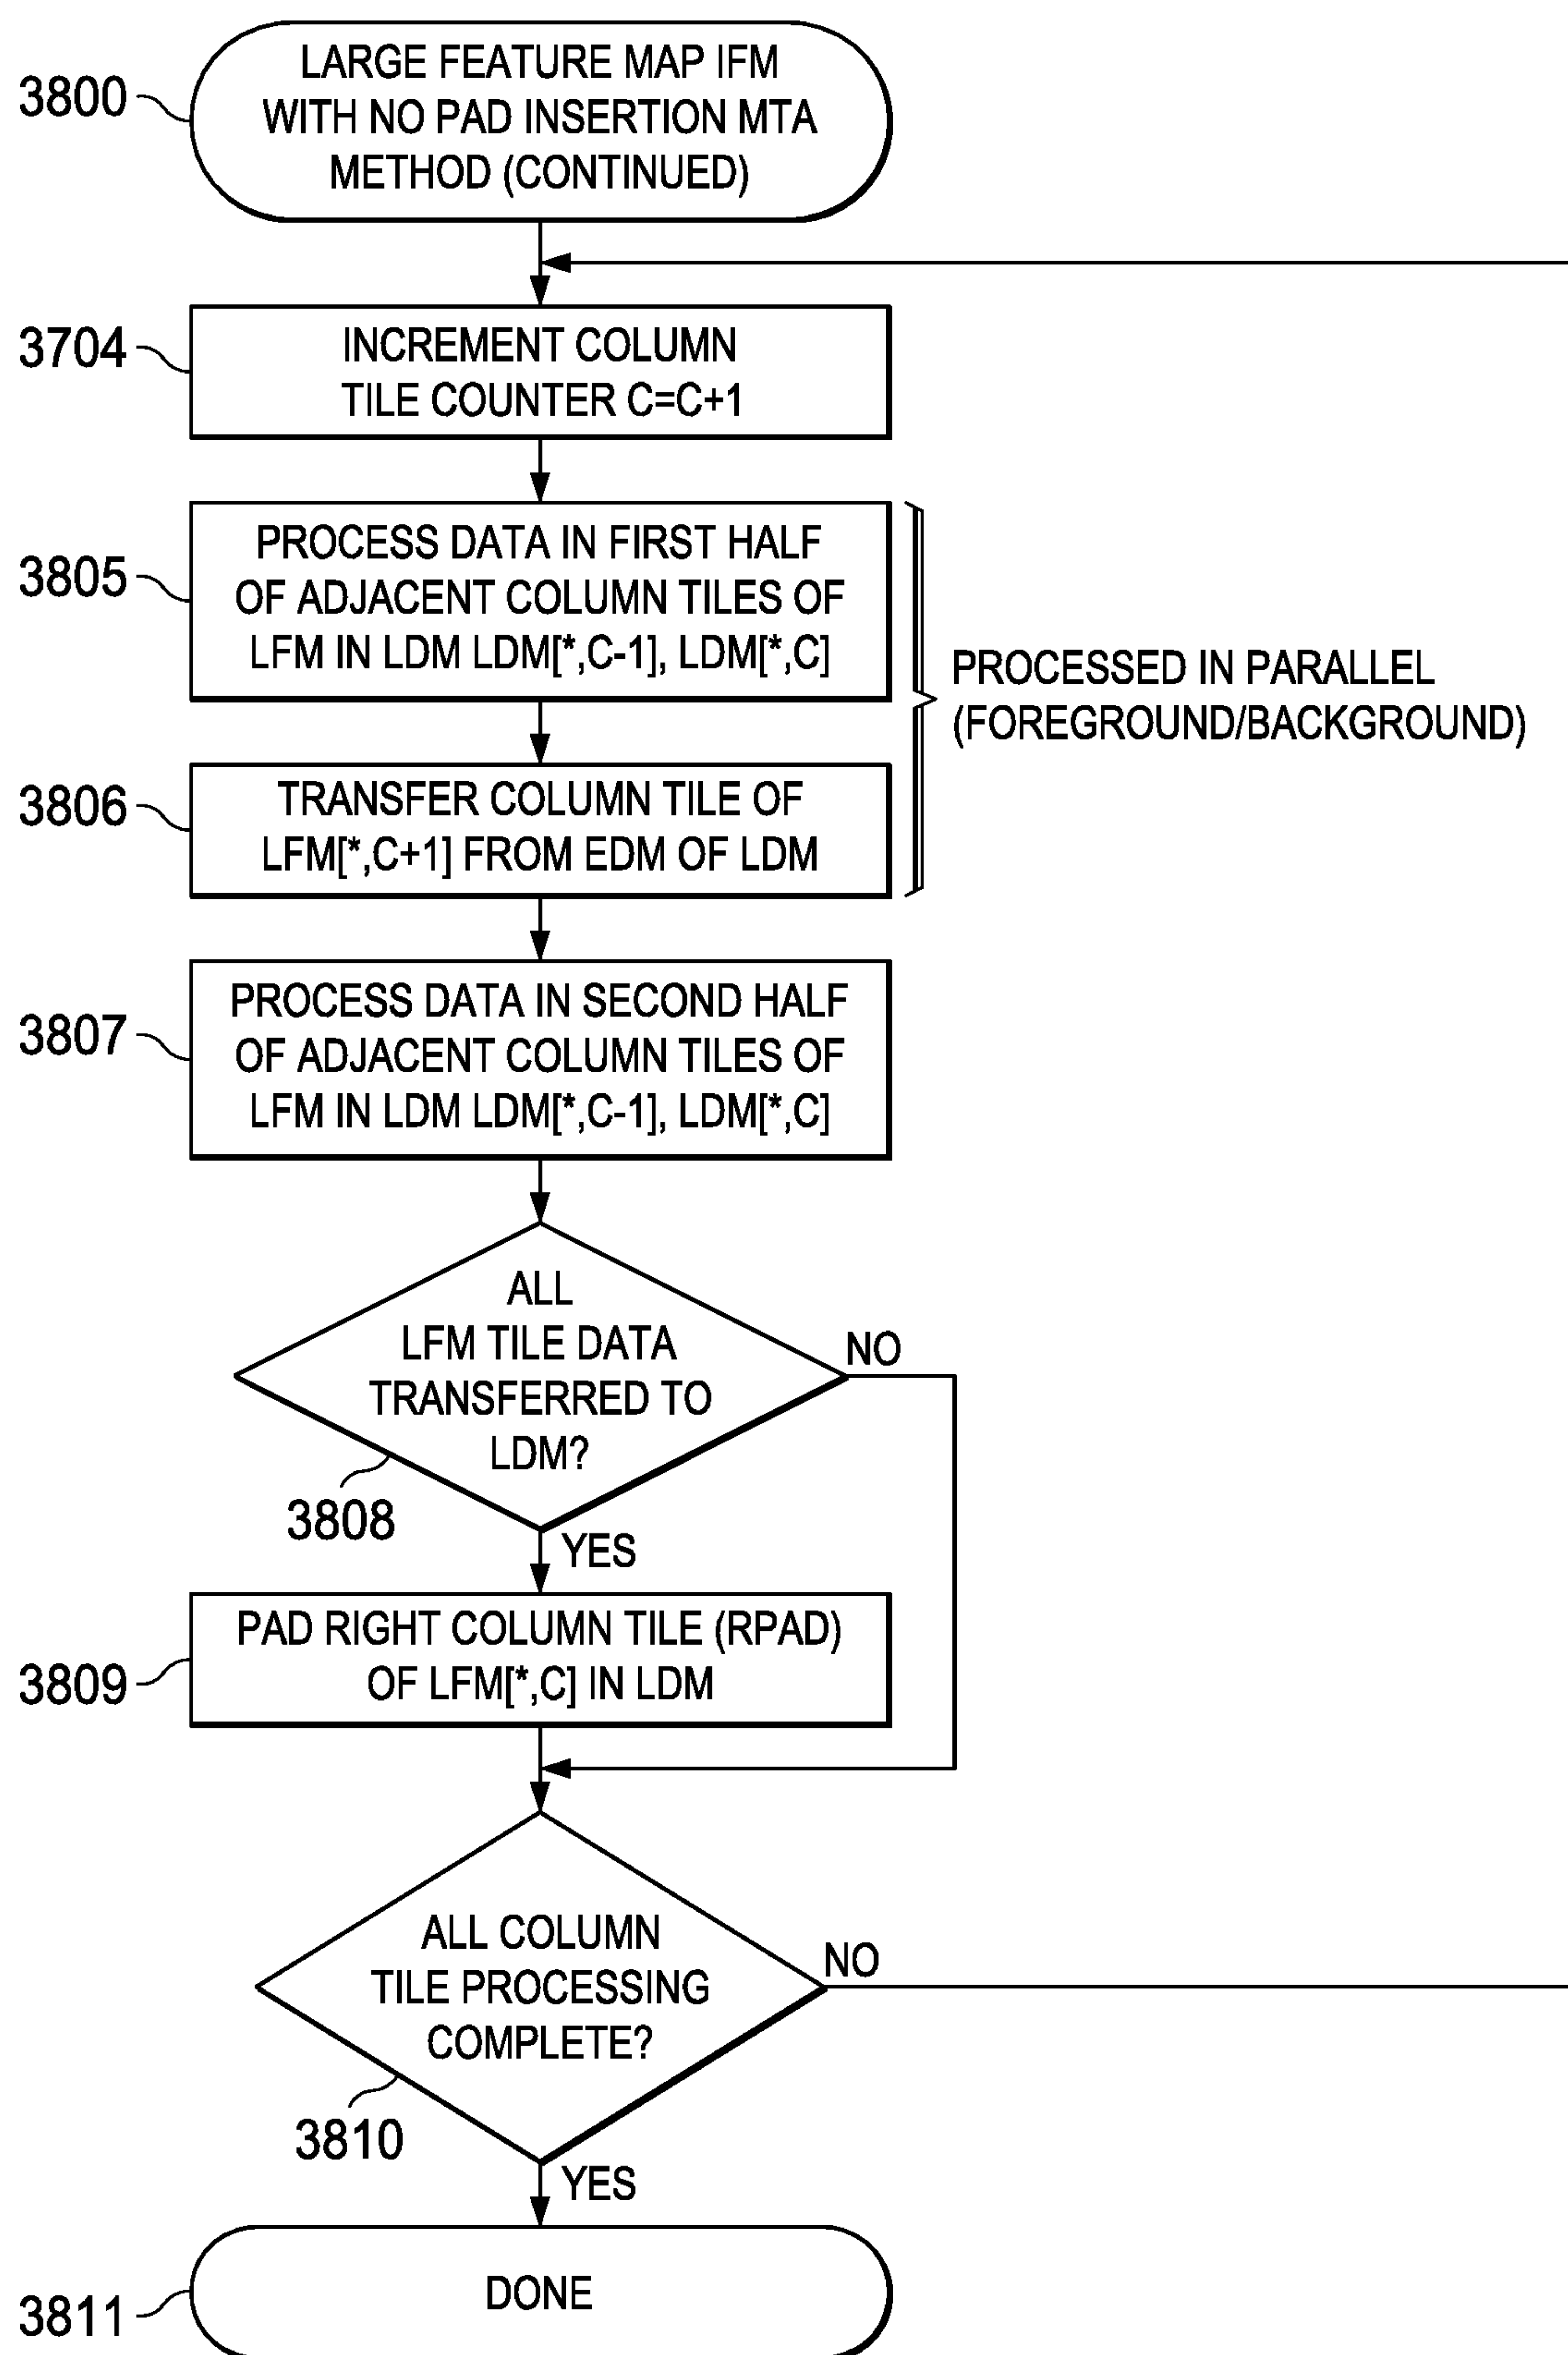 3800
LARGE FEATURE MAP IFM
WITH NO PAD INSERTION MTA
METHOD (CONTINUED)
3704
INCREMENT COLUMN
TILE COUNTER C=C+1
3805
PROCESS DATA IN FIRST HALF
OF ADJACENT COLUMN TILES OF
LFM IN LDM LDM[*,C-1], LDM[*,C]
PROCESSED IN PARALLEL
(FOREGROUND/BACKGROUND)
3806
TRANSFER COLUMN TILE OF
LFM[*,C+1] FROM EDM OF LDM
3807
PROCESS DATA IN SECOND HALF
OF ADJACENT COLUMN TILES OF
LFM IN LDM LDM[*,C-1], LDM[*,C]
ALL
LFM TILE DATA
TRANSFERRED TO
LDM?
NO
3808
YES
3809
PAD RIGHT COLUMN TILE (RPAD)
OF LFM[*,C] IN LDM
ALL COLUMN
TILE PROCESSING
COMPLETE?
NO
3810
YES
3811
DONE